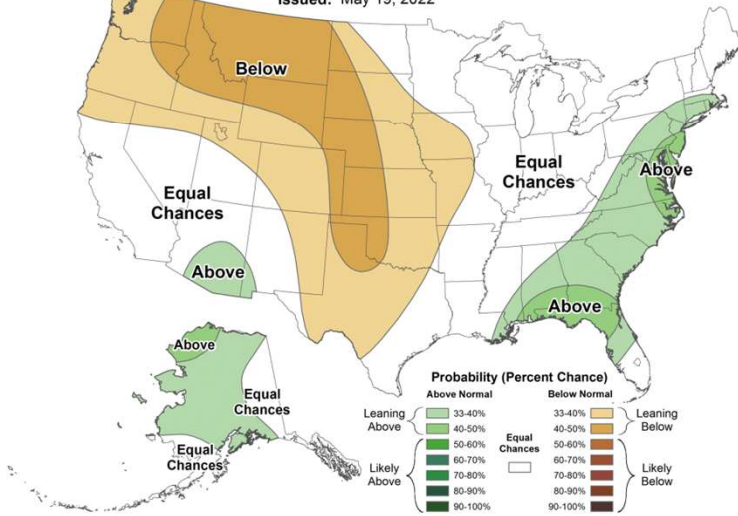 Issued: May 19, 2022
Below
Equal
Chances
Above
Equal
Chances
Above
Above
Above
Equal
Chances
Equal
Chances
Probability (Percent Chance)
Above Normal
Below Normal
Leaning
Above
33-40%
40-50%
Likely
Above
50-60%
60-70%
70-80%
80-90%
90-100%
Equal
Chances
33-40%
40-50%
Leaning
Below
50-60%
60-70%
70-80%
80-90%
90-100%
Likely
Below